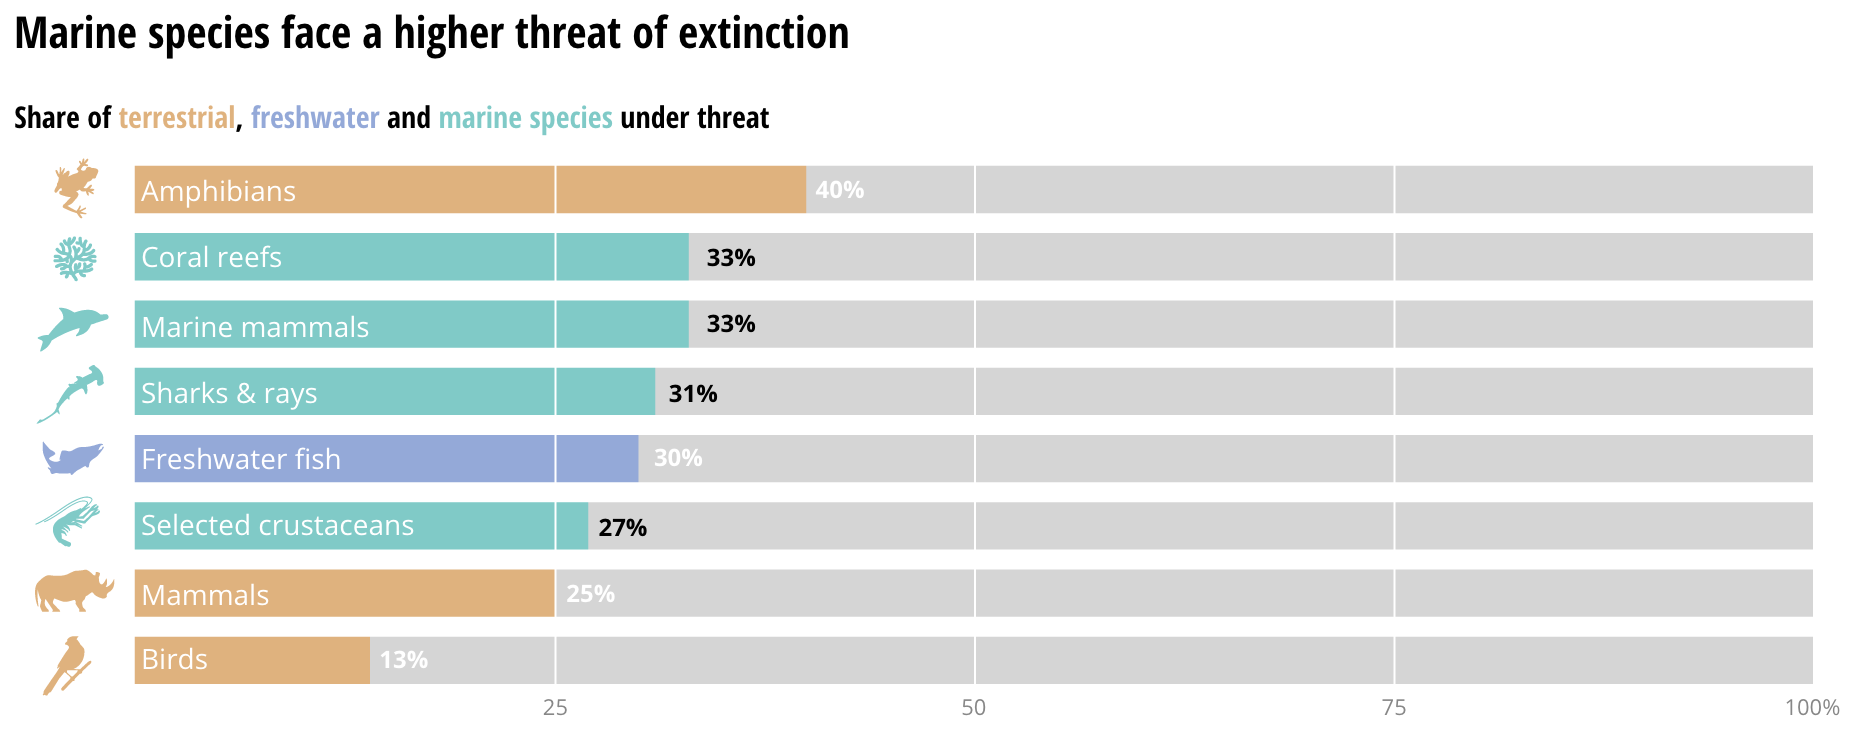 Marine species face a higher threat of extinction
Share of terrestrial, freshwater and marine species under threat
Amphibians 40%
Coral reefs 33%
Marine mammals 33%
Sharks & rays 31%
Freshwater fish 30%
Selected crustaceans 27%
Mammals 25%
Birds 13%
25 50 75 100%